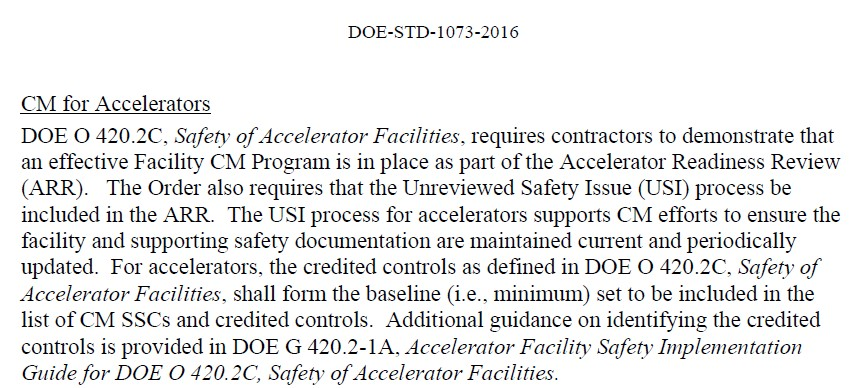 DOE-STD-1073-2016
CM for Accelerators
DOE O 420.2C, Safety of Accelerator Facilities, requires contractors to demonstrate that
an effective Facility CM Program is in place as part of the Accelerator Readiness Review
(ARR).   The Order also requires that the Unreviewed Safety Issue (USI) process be
included in the ARR.  The USI process for accelerators supports CM efforts to ensure the
facility and supporting safety documentation are maintained current and periodically
updated.  For accelerators, the credited controls as defined in DOE O 420.2C, Safety of
Accelerator Facilities, shall form the baseline (i.e., minimum) set to be included in the
list of CM SSCs and credited controls.  Additional guidance on identifying the credited
controls is provided in DOE G 420.2-1A, Accelerator Facility Safety Implementation
Guide for DOE O 420.2C, Safety of Accelerator Facilities.